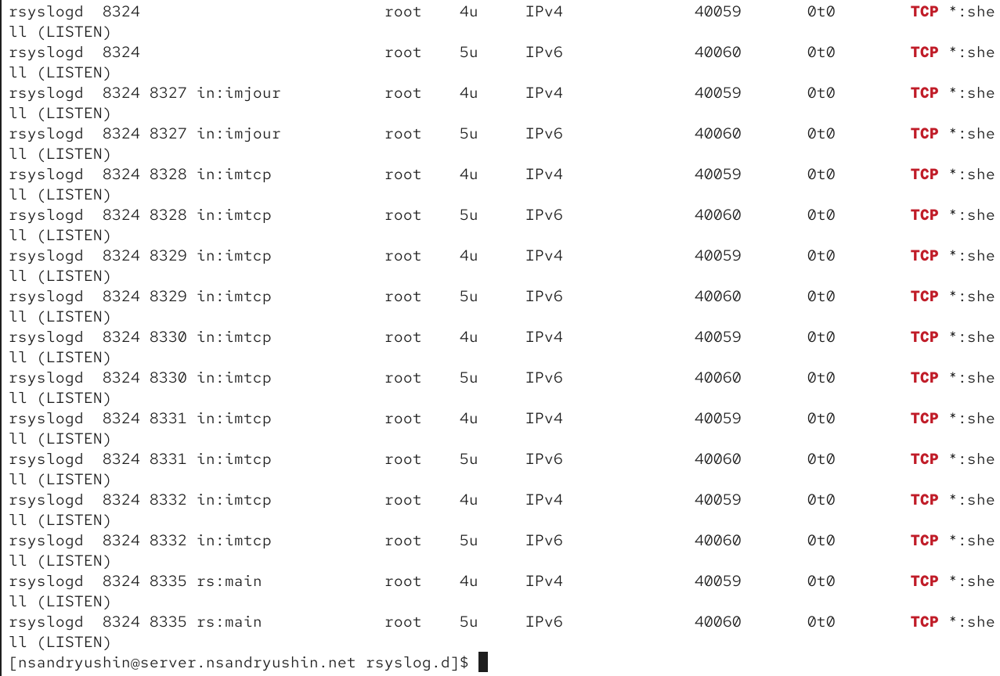 rsyslogd  8324                          root    4u      IPv4              40059       0t0        TCP *:she
ll (LISTEN)
rsyslogd  8324                          root    5u      IPv6              40060       0t0        TCP *:she
ll (LISTEN)
rsyslogd  8324 8327 in:imjour           root    4u      IPv4              40059       0t0        TCP *:she
ll (LISTEN)
rsyslogd  8324 8327 in:imjour           root    5u      IPv6              40060       0t0        TCP *:she
ll (LISTEN)
rsyslogd  8324 8328 in:imtcp            root    4u      IPv4              40059       0t0        TCP *:she
ll (LISTEN)
rsyslogd  8324 8328 in:imtcp            root    5u      IPv6              40060       0t0        TCP *:she
ll (LISTEN)
rsyslogd  8324 8329 in:imtcp            root    4u      IPv4              40059       0t0        TCP *:she
ll (LISTEN)
rsyslogd  8324 8329 in:imtcp            root    5u      IPv6              40060       0t0        TCP *:she
ll (LISTEN)
rsyslogd  8324 8330 in:imtcp            root    4u      IPv4              40059       0t0        TCP *:she
ll (LISTEN)
rsyslogd  8324 8330 in:imtcp            root    5u      IPv6              40060       0t0        TCP *:she
ll (LISTEN)
rsyslogd  8324 8331 in:imtcp            root    4u      IPv4              40059       0t0        TCP *:she
ll (LISTEN)
rsyslogd  8324 8331 in:imtcp            root    5u      IPv6              40060       0t0        TCP *:she
ll (LISTEN)
rsyslogd  8324 8332 in:imtcp            root    4u      IPv4              40059       0t0        TCP *:she
ll (LISTEN)
rsyslogd  8324 8332 in:imtcp            root    5u      IPv6              40060       0t0        TCP *:she
ll (LISTEN)
rsyslogd  8324 8335 rs:main             root    4u      IPv4              40059       0t0        TCP *:she
ll (LISTEN)
rsyslogd  8324 8335 rs:main             root    5u      IPv6              40060       0t0        TCP *:she
ll (LISTEN)
[nsandryushin@server.nsandryushin.net rsyslog.d]$